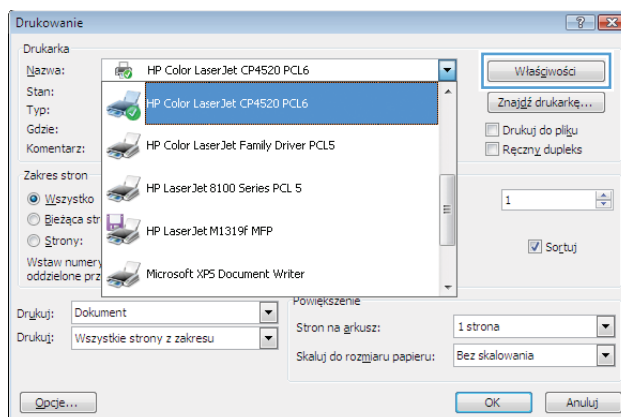 Drukowanie
Drukarka
Nazwa: HP Color LaserJet CP4520 PCL6 Właściwości
Stan: HP Color LaserJet CP4520 PCL6 Znajdź drukarkę...
Typ:
Gdzie: HP Color LaserJet Family Driver PCL5 Drukuj do pliku
Komentarz: Ręczny dupleks
Zakres stron HP LaserJet 8100 Series PCL 5
Wszystko 1
Bieżąca str HP LaserJet M1319f MFP
Strony: Sortuj
Wstaw numery
oddzielone prz Microsoft XPS Document Writer
Drukuj: Dokument Powiększenie
Drukuj: Wszystkie strony z zakresu Stron na arkusz: 1 strona
Skaluj do rozmiaru papieru: Bez skalowania
Opcje... OK Anuluj